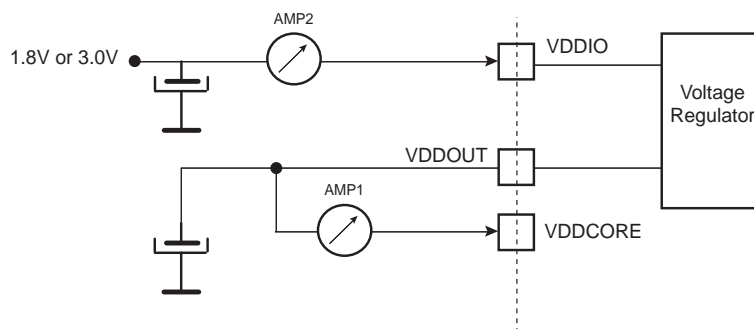 AMP2
1.8V or 3.0V
VDDIO
Voltage
Regulator
VDDOUT
AMP1
VDDCORE